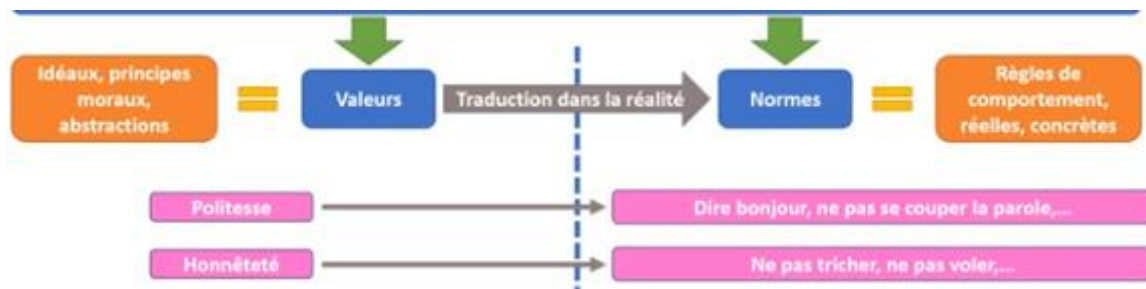 Idéaux, principes
moraux,
abstractions
=
Valeurs
Traduction dans la réalité
Normes
=
Règles de
comportement,
réelles, concrètes
Politesse
Dire bonjour, ne pas se couper la parole,...
Honnêteté
Ne pas tricher, ne pas voler,...